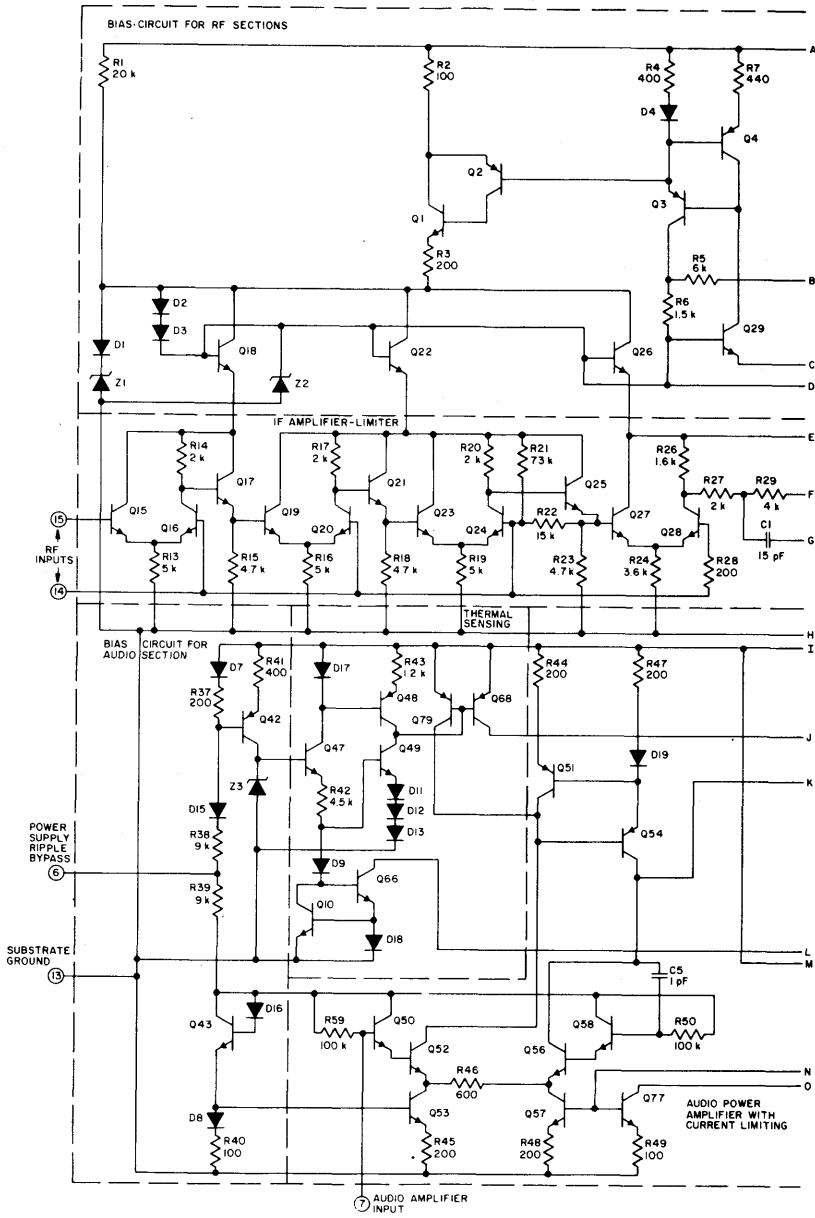 BIAS·CIRCUIT FOR RF SECTIONS
A
R1
20 k
R2
100
R4
400
R7
440
D4
Q4
Q2
Q3
Q1
R3
200
R5
6k
B
R6
1.5 k
D2
D3
Q29
D1
Q18
Q22
Q26
C
Z1
Z2
D
IF AMPLIFIER-LIMITER
E
R14
2 k
R17
2 k
R20
2 k
R21
73 k
R26
1.6 k
Q17
Q21
Q25
R27
2 k
R29
4 k
F
Q15
Q16
Q19
Q20
Q23
Q24
R22
15 k
Q27
Q28
C1
15 pF
G
15
RF
INPUTS
14
R13
5 k
R15
4.7 k
R16
5 k
R18
4.7 k
R19
5 k
R23
4.7 k
R24
3.6 k
R28
200
THERMAL
SENSING
H
BIAS CIRCUIT FOR
AUDIO SECTION
I
D7
R41
400
D17
R43
1.2 k
R44
200
R47
200
R37
200
Q42
Q48
Q79
Q68
J
Q47
Q49
D19
Z3
R42
4.5 k
D11
D12
D13
Q51
K
D15
R38
9 k
Q54
POWER
SUPPLY
RIPPLE
BYPASS
6
D9
R39
9 k
Q66
Q10
D18
L
SUBSTRATE
GROUND
13
M
C5
1 pF
D16
Q43
R59
100 k
Q50
Q58
R50
100 k
Q52
Q56
R46
600
N
D8
Q53
Q57
Q77
O
AUDIO POWER
AMPLIFIER WITH
CURRENT LIMITING
R40
100
R45
200
R48
200
R49
100
7 AUDIO AMPLIFIER
INPUT